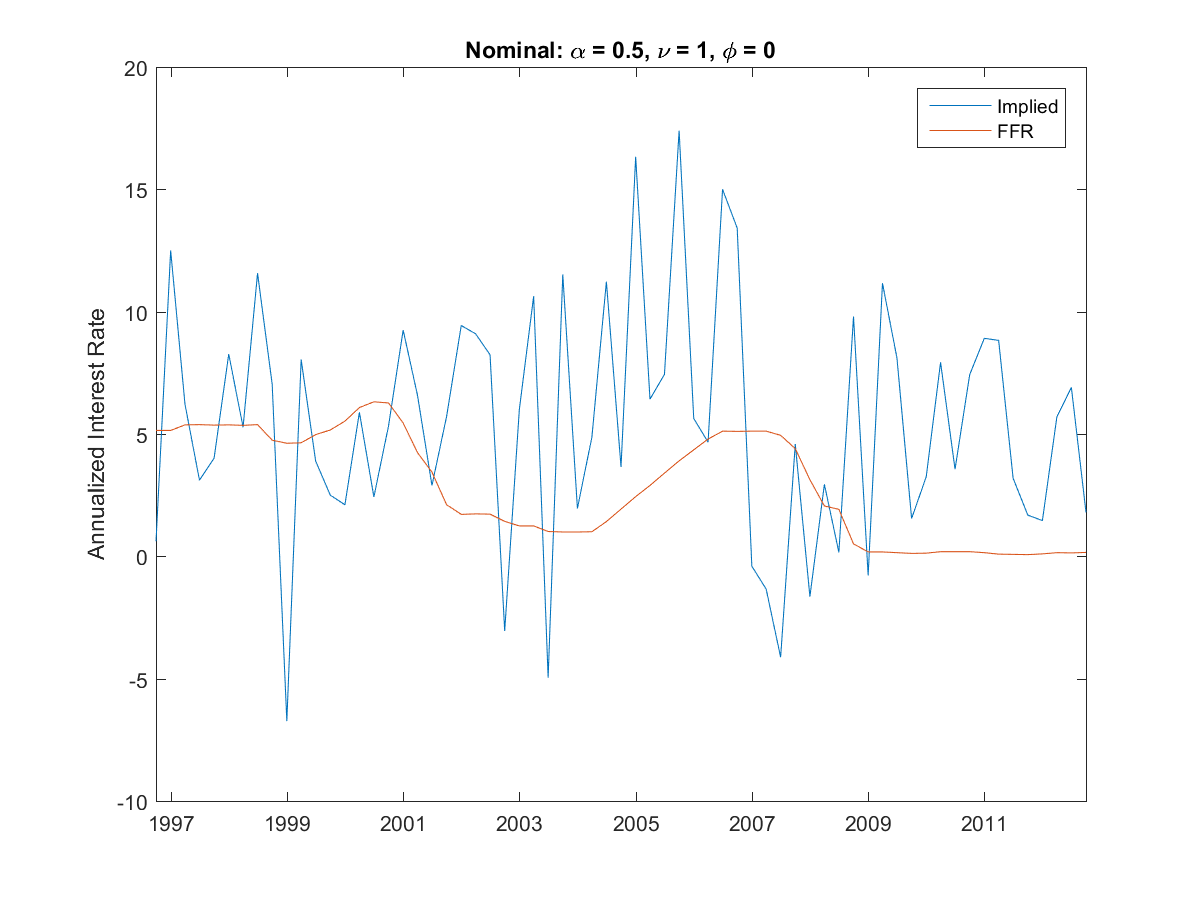 Nominal: α = 0.5, ν = 1, ϕ = 0
Implied
FFR
Annualized Interest Rate
20
15
10
5
0
-5
-10
1997 1999 2001 2003 2005 2007 2009 2011